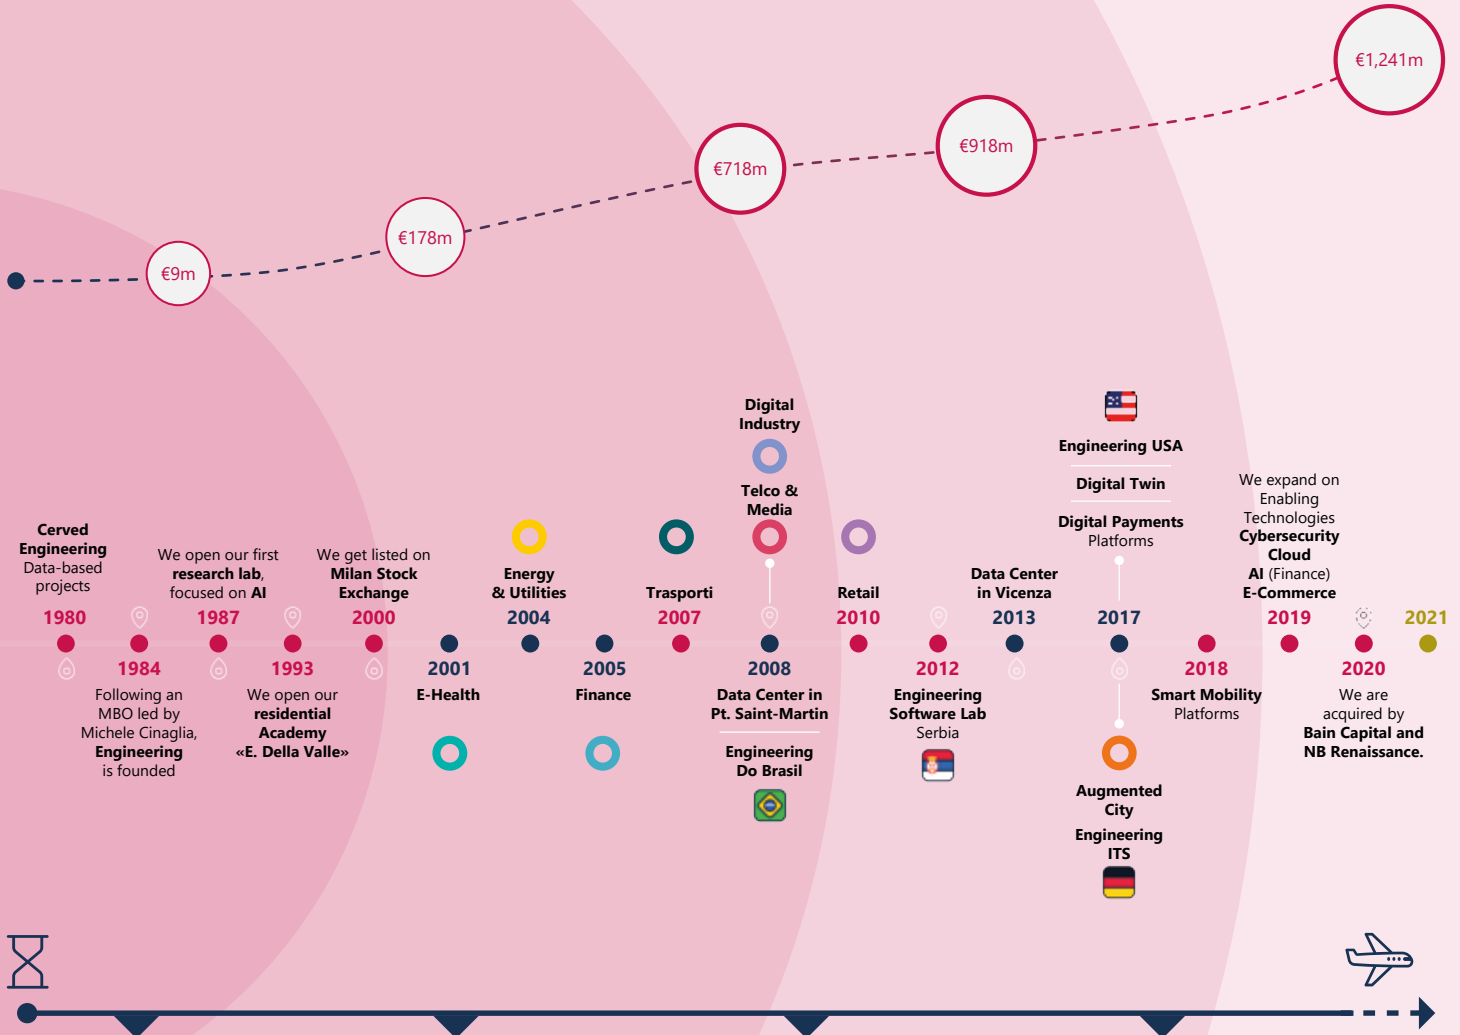 €1,241m
€918m
€718m
€178m
€9m
Cerved
Engineering
Data-based
projects
1980
1984
Following an
MBO led by
Michele Cinaglia,
Engineering
is founded
We open our first
research lab,
focused on AI
1987
1993
We open our
residential
Academy
«E. Della Valle»
We get listed on
Milan Stock
Exchange
2000
2001
E-Health
Energy
& Utilities
2004
2005
Finance
Trasporti
2007
Digital
Industry
Telco &
Media
2008
Data Center in
Pt. Saint-Martin
Engineering
Do Brasil
Retail
2010
2012
Engineering
Software Lab
Serbia
Data Center
in Vicenza
2013
Engineering USA
Digital Twin
Digital Payments
Platforms
2017
Augmented
City
Engineering
ITS
2018
Smart Mobility
Platforms
We expand on
Enabling
Technologies
Cybersecurity
Cloud
AI (Finance)
E-Commerce
2019
2020
We are
acquired by
Bain Capital and
NB Renaissance.
2021